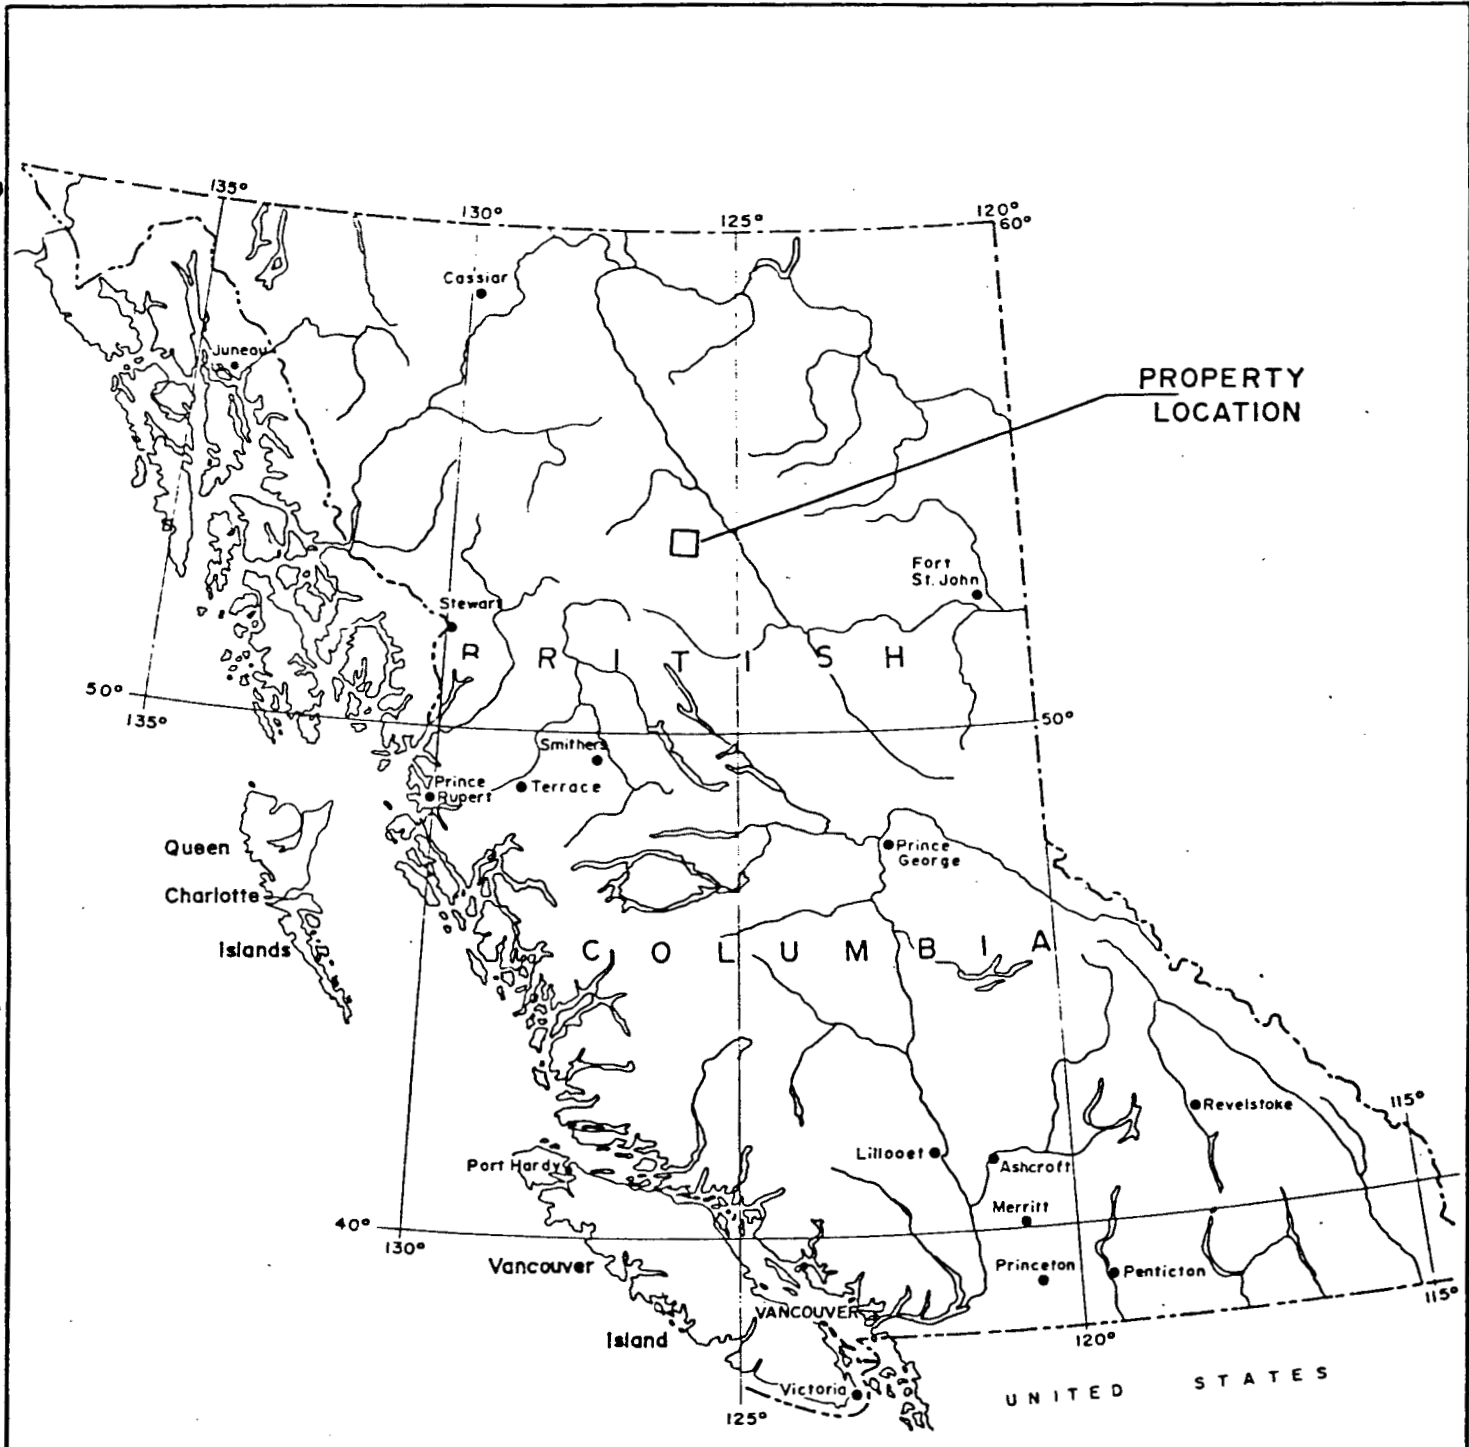 135°
130°
125°
120°
60°
Cassiar
Juneau
PROPERTY
LOCATION
Fort
St. John
Stewart
B R I T I S H
50°
135°
50°
Smithers
Terrace
Prince
Rupert
Queen
Charlotte
Islands
Prince
George
C O L U M B I A
Revelstoke
115°
Lillooet
Ashcroft
Port Hardy
Merritt
40°
130°
Vancouver
Island
Princeton
Penticton
115°
VANCOUVER
120°
Victoria
125°
UNITED STATES